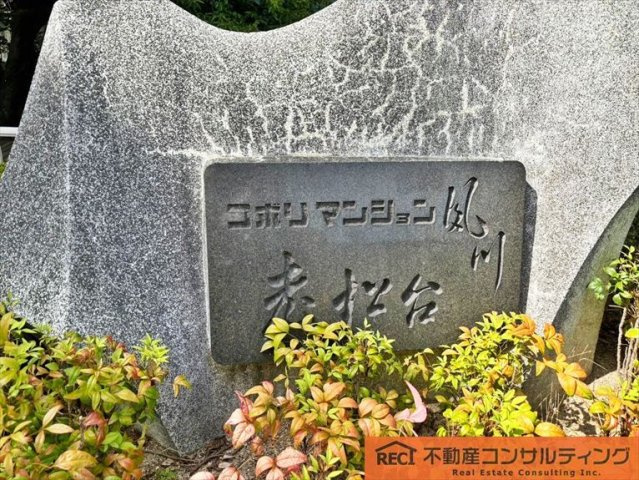 コボリ マンション 夙川
赤松台
RECI 不動産コンサルティング
Real Estate Consulting Inc.